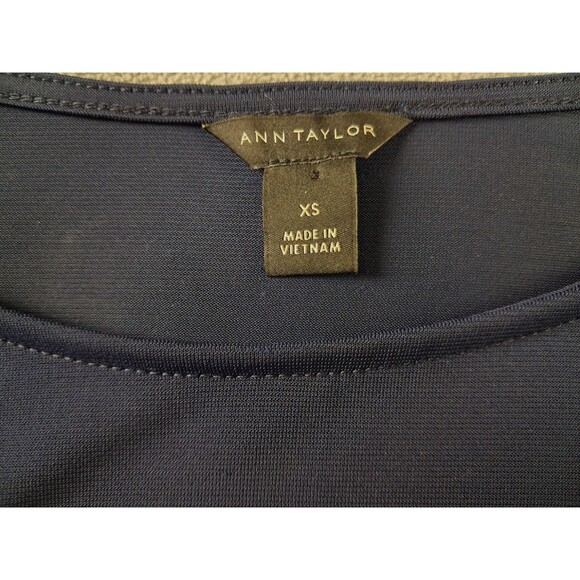 ANN TAYLOR
XS
MADE IN
VIETNAM